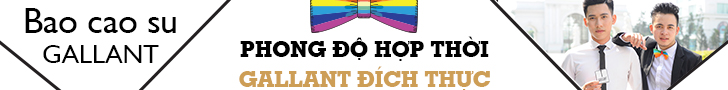 Bao cao su
GALLANT
PHONG ĐỘ HỢP THỜI
GALLANT ĐÍCH THỰC